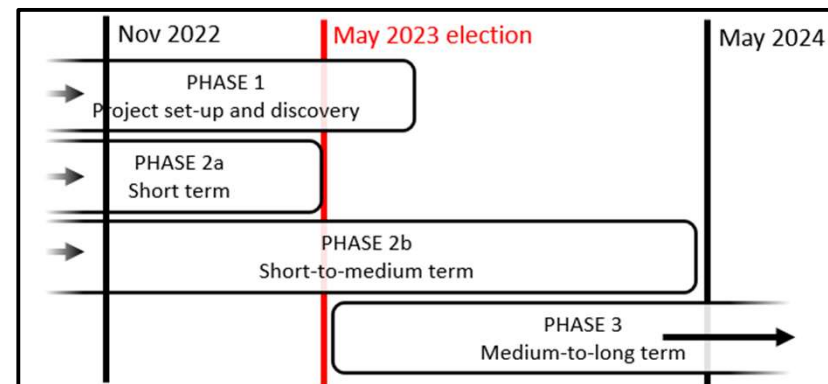 Nov 2022
May 2023 election
May 2024
PHASE 1
Project set-up and discovery
PHASE 2a
Short term
PHASE 2b
Short-to-medium term
PHASE 3
Medium-to-long term